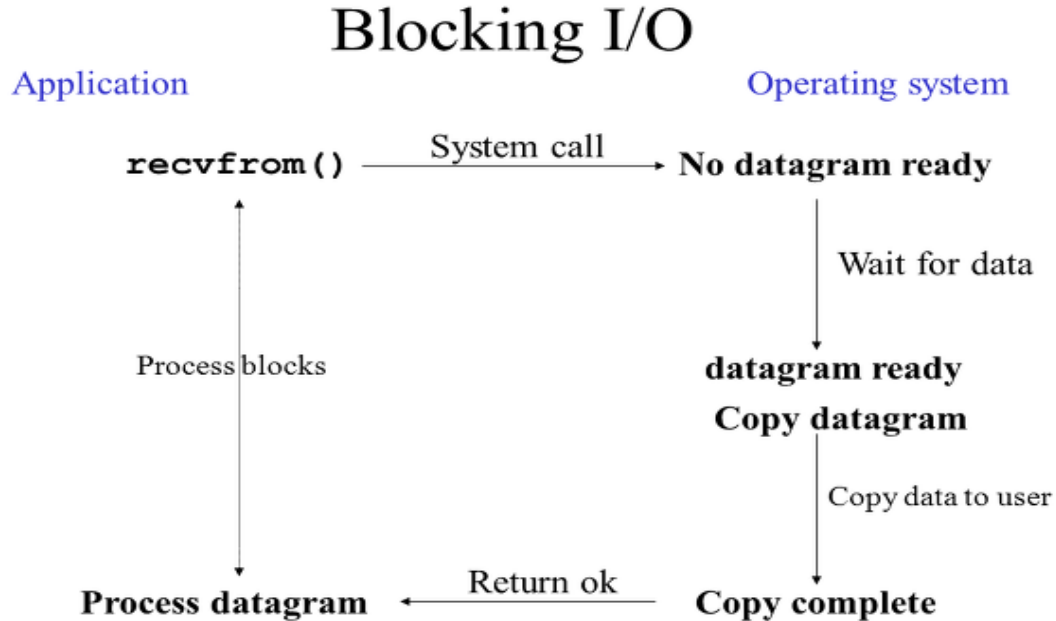 Blocking I/O
Application
Operating system
recvfrom()
System call
No datagram ready
Wait for data
Process blocks
datagram ready
Copy datagram
Copy data to user
Process datagram
Return ok
Copy complete